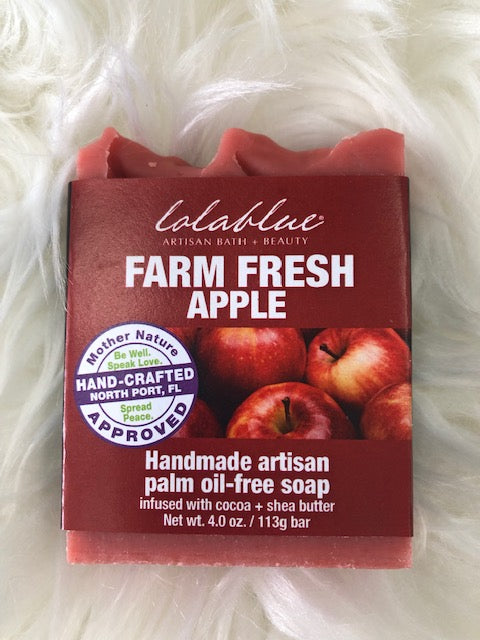 lolablue®
ARTISAN BATH + BEAUTY
FARM FRESH
APPLE
Mother Nature
Be Well.
Speak Love.
HAND-CRAFTED
NORTH PORT, FL
Spread
Peace.
APPROVED
Handmade artisan
palm oil-free soap
infused with cocoa + shea butter
Net wt. 4.0 oz. / 113g bar